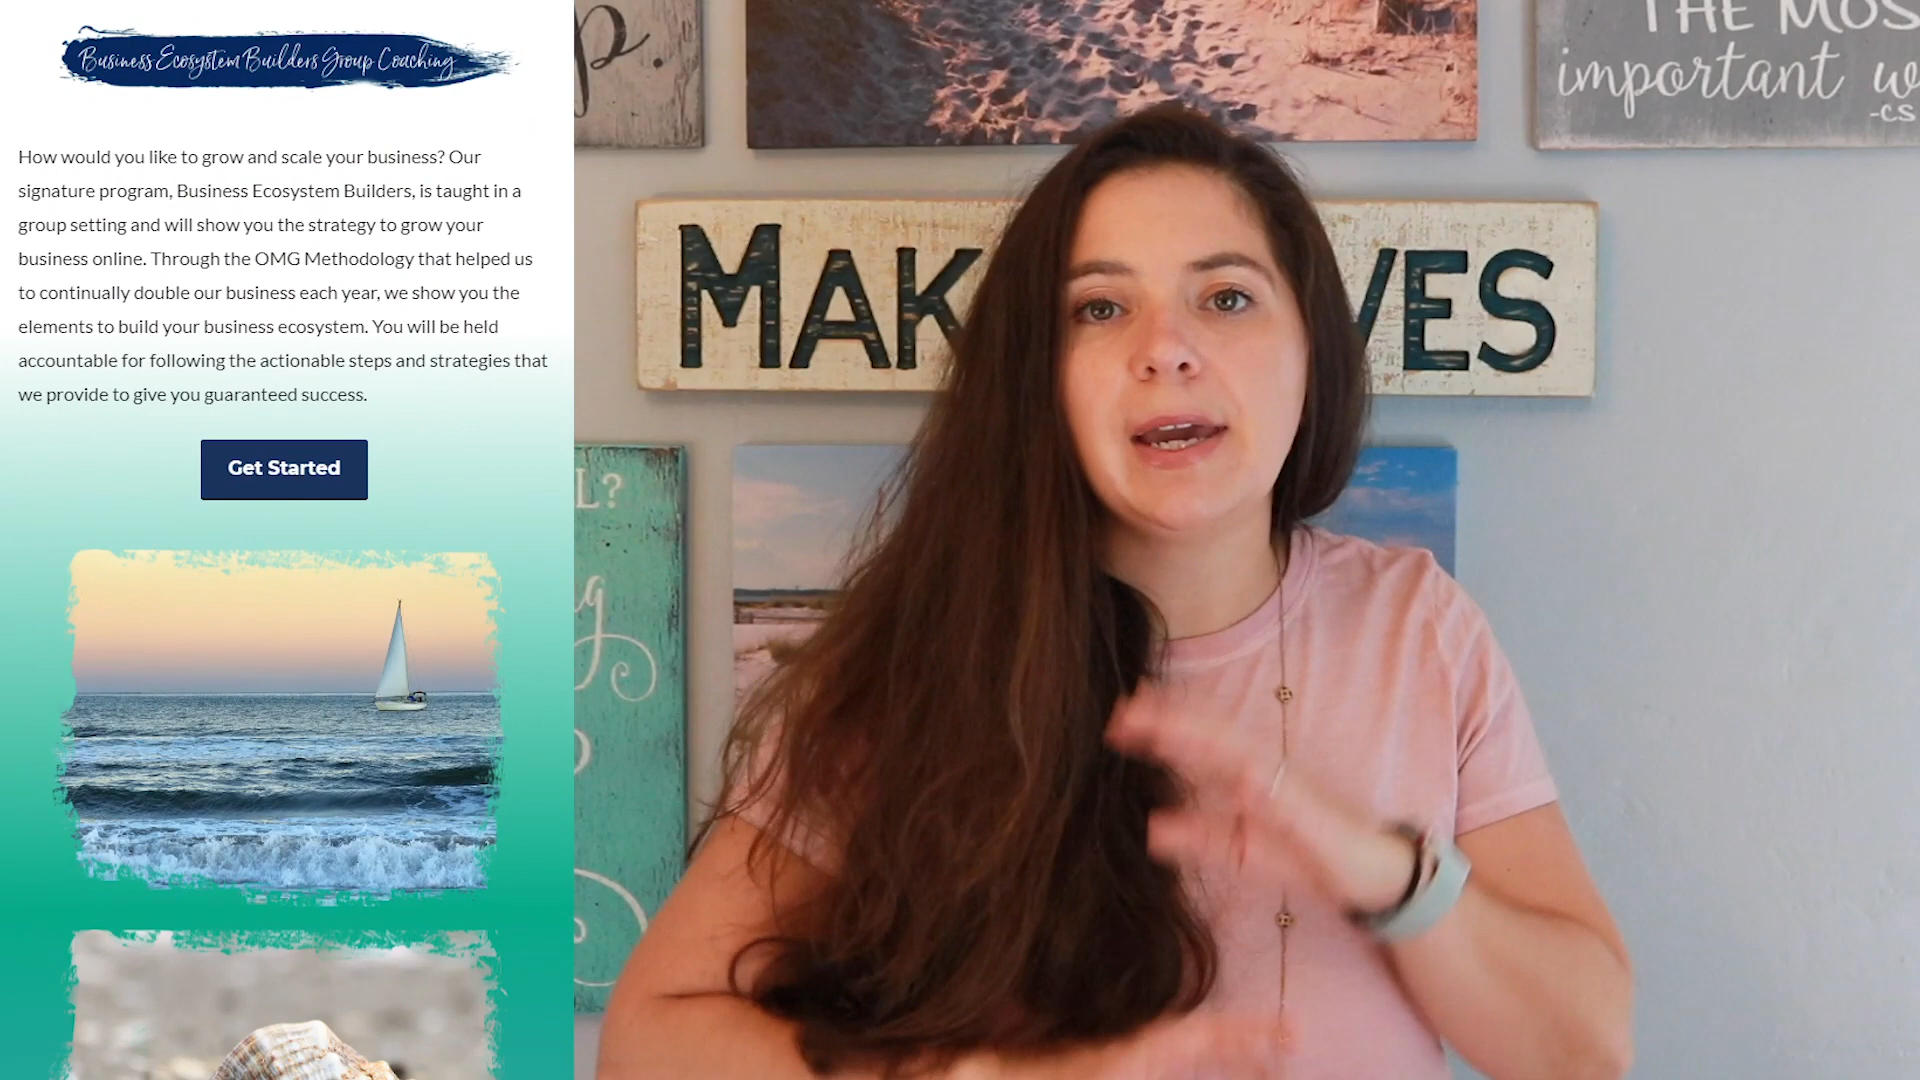 Business Ecosystem Builders Group Coaching
How would you like to grow and scale your business? Our
signature program, Business Ecosystem Builders, is taught in a
group setting and will show you the strategy to grow your
business online. Through the OMG Methodology that helped us
to continually double our business each year, we show you the
elements to build your business ecosystem. You will be held
accountable for following the actionable steps and strategies that
we provide to give you guaranteed success.
Get Started
THE MOS
important w
-CS
MAK VES
L?